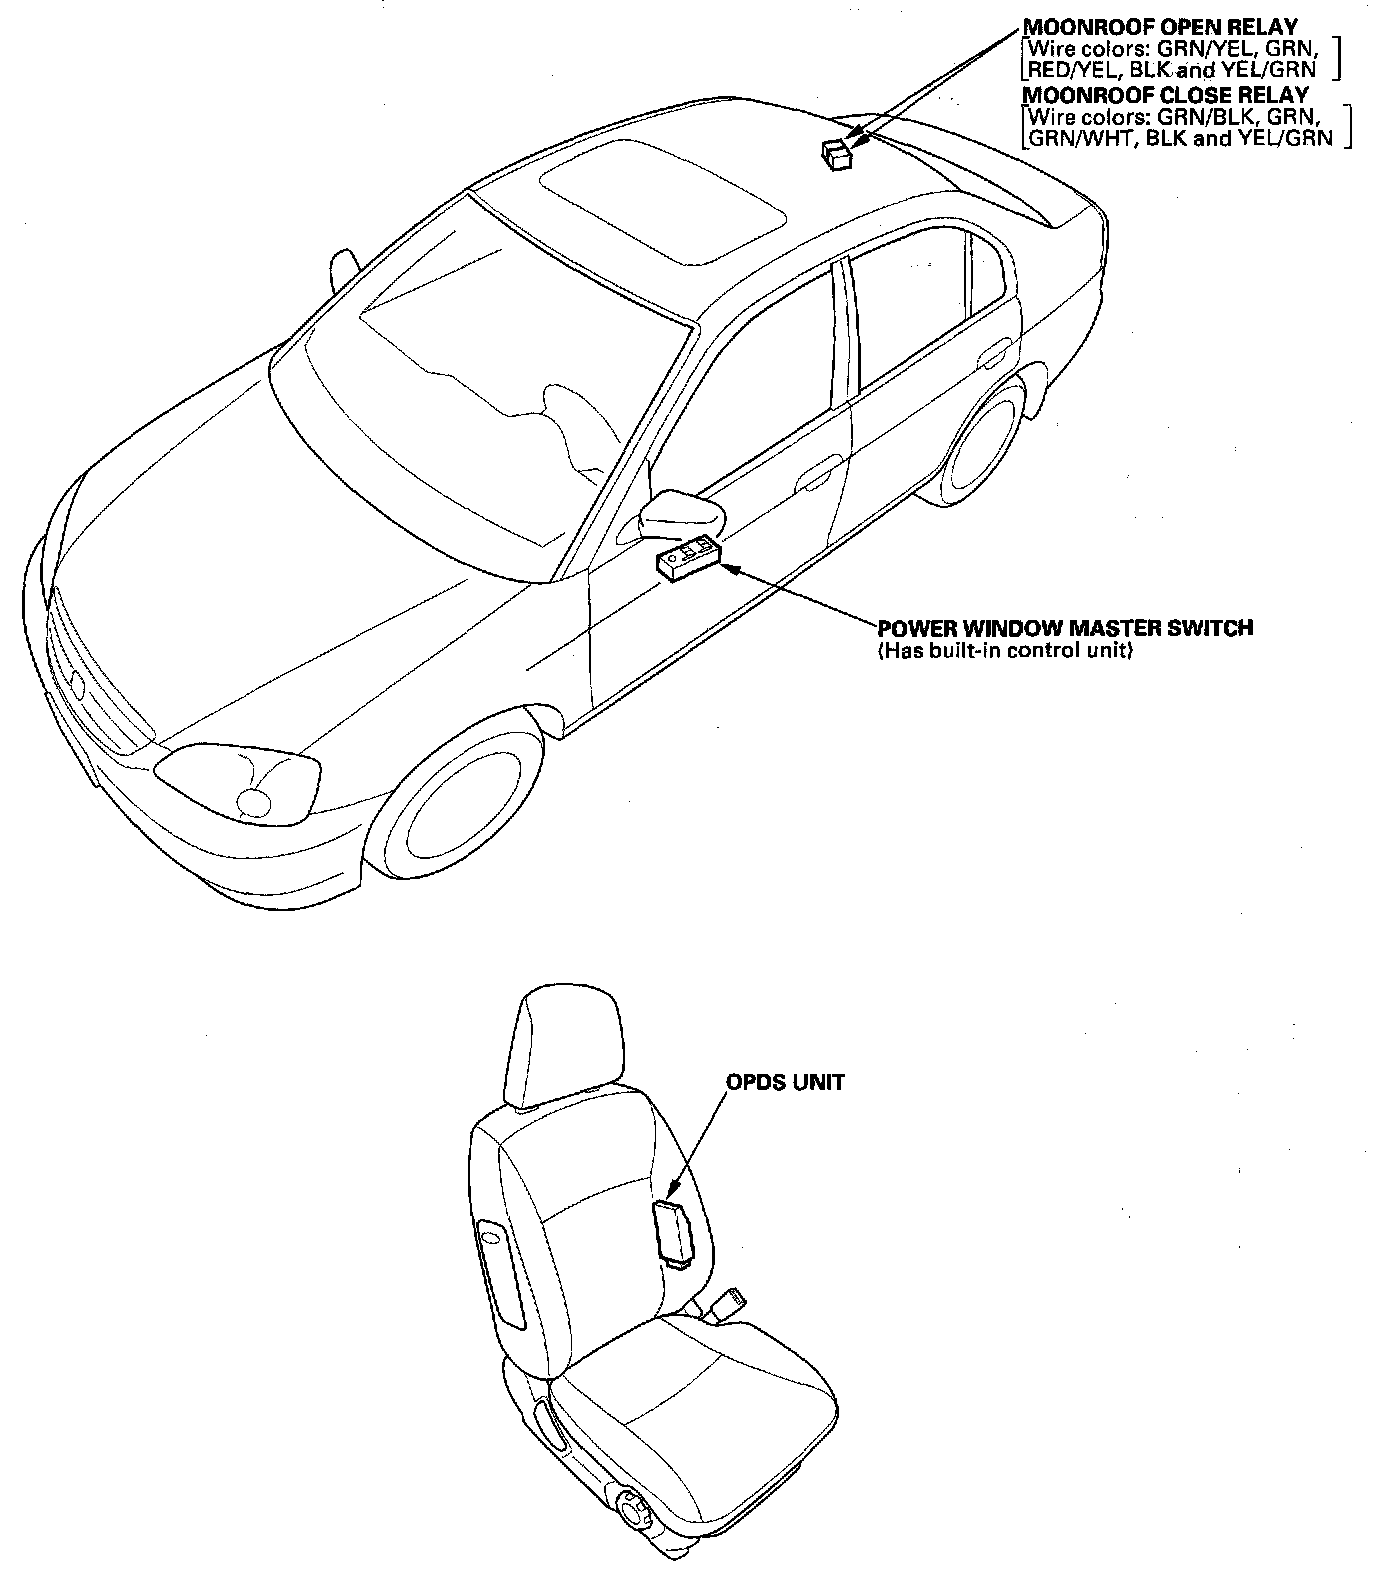 MOONROOF OPEN RELAY
[Wire colors: GRN/YEL, GRN,
RED/YEL, BLK and YEL/GRN]
MOONROOF CLOSE RELAY
[Wire colors: GRN/BLK, GRN,
GRN/WHT, BLK and YEL/GRN]
POWER WINDOW MASTER SWITCH
(Has built-in control unit)
OPDS UNIT